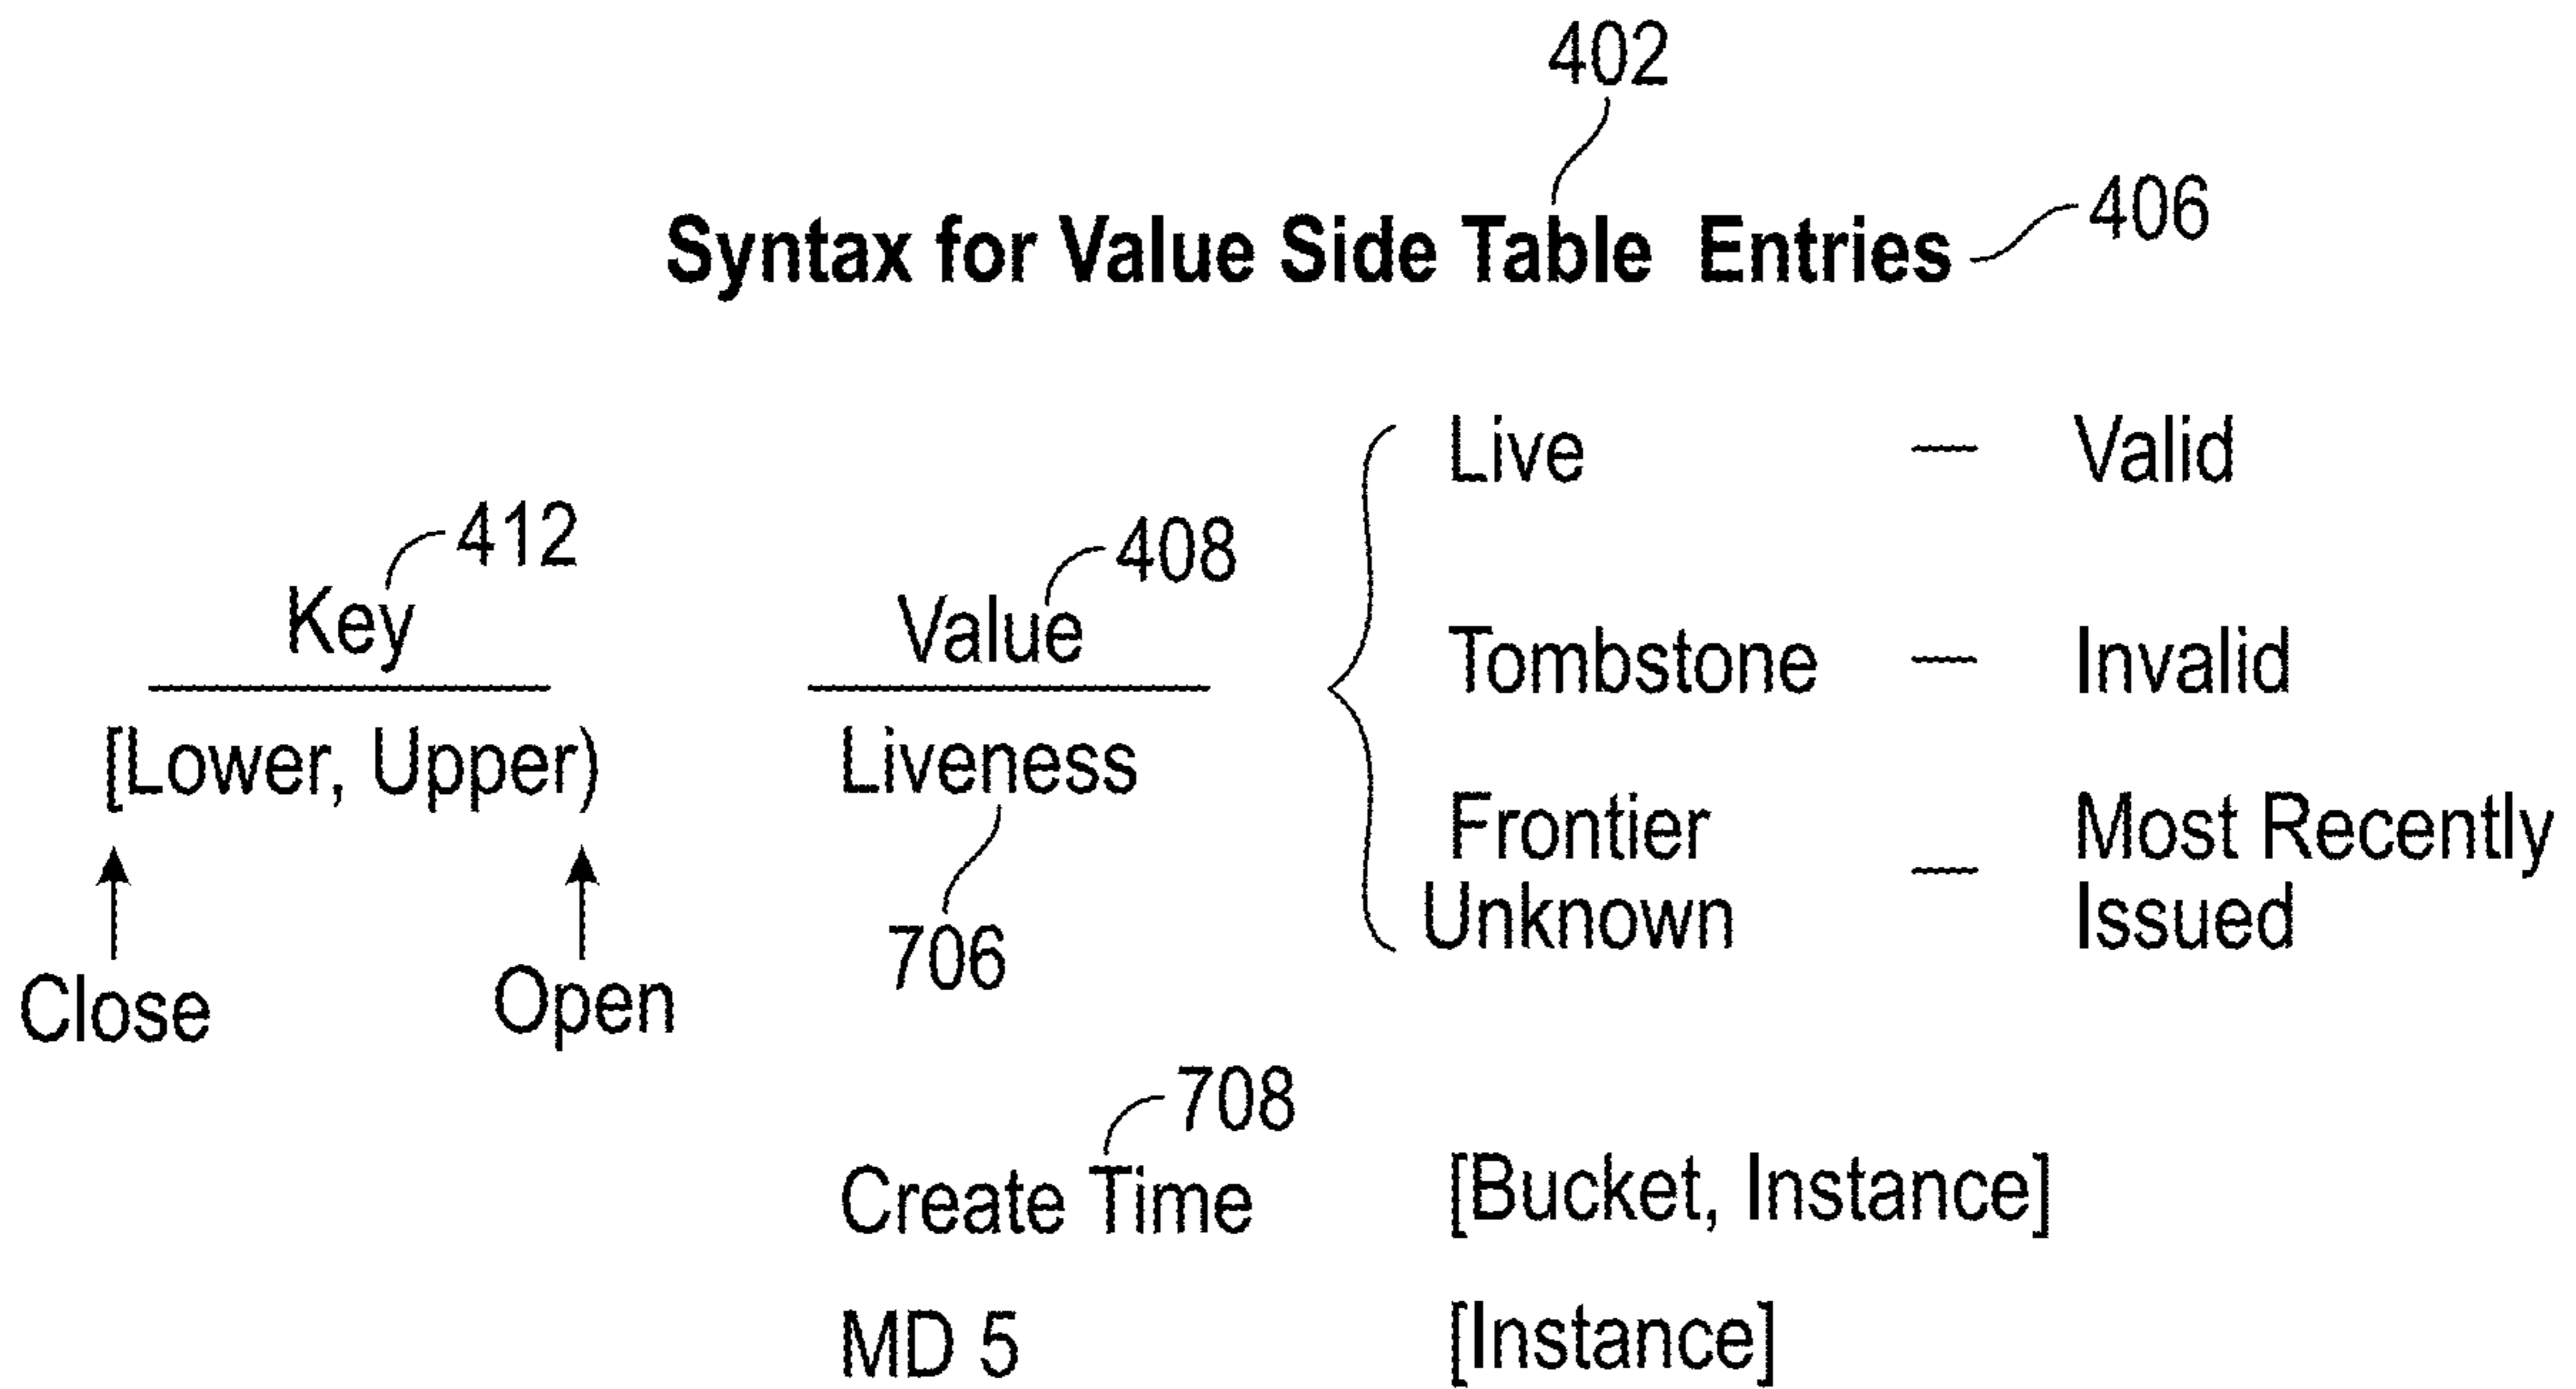 402
Syntax for Value Side Table Entries 406
Live — Valid
Key 412
Value 408
Tombstone — Invalid
[Lower, Upper)
Liveness
706
Frontier Unknown — Most Recently Issued
Close
Open
708
Create Time [Bucket, Instance]
MD 5 [Instance]